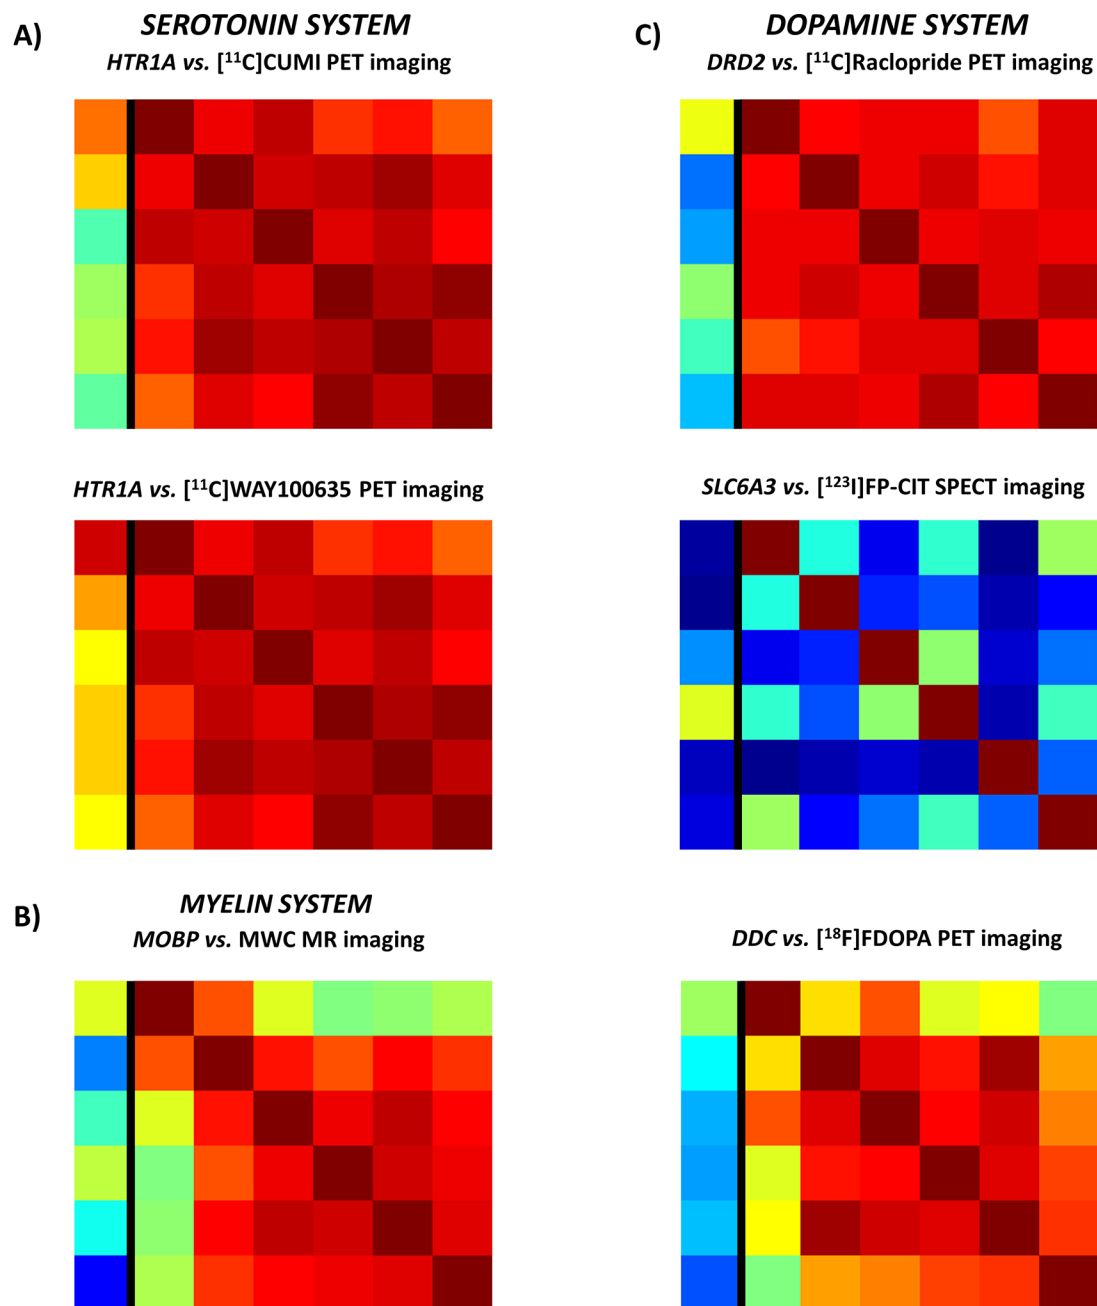 A)
SEROTONIN SYSTEM
HTR1A vs. [¹¹C]CUMI PET imaging
HTR1A vs. [¹¹C]WAY100635 PET imaging
B)
MYELIN SYSTEM
MOBP vs. MWC MR imaging
C)
DOPAMINE SYSTEM
DRD2 vs. [¹¹C]Raclopride PET imaging
SLC6A3 vs. [¹²³I]FP-CIT SPECT imaging
DDC vs. [¹⁸F]FDOPA PET imaging